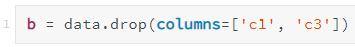 1 b = data.drop(columns=['c1', 'c3'])